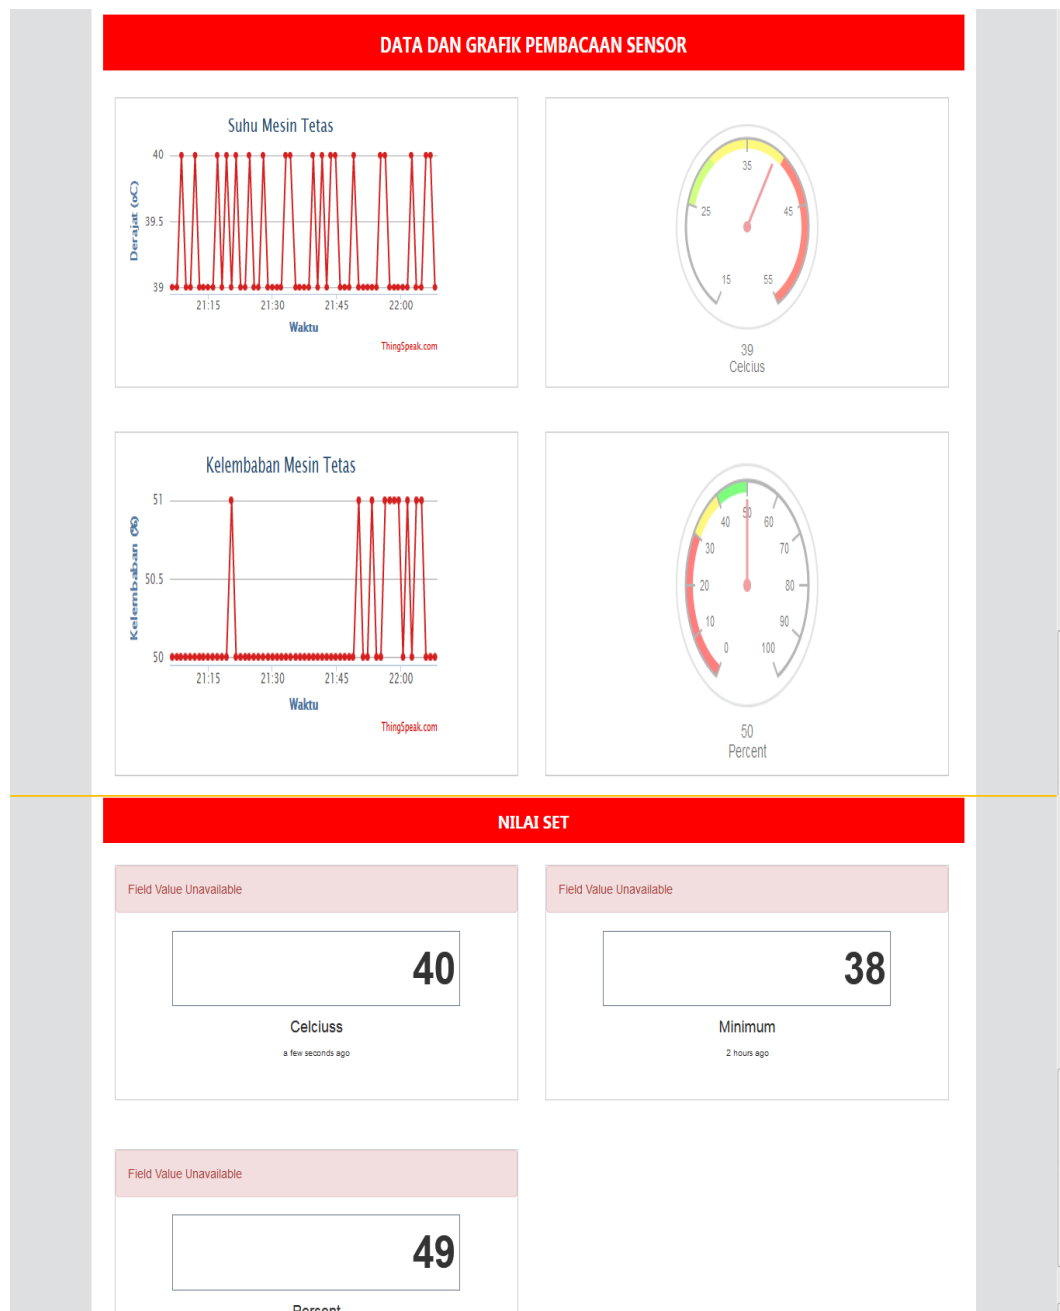 DATA DAN GRAFIK PEMBACAAN SENSOR
Suhu Mesin Tetas
Derajat (oC)
40
39.5
39
21:15 21:30 21:45 22:00
Waktu
ThingSpeak.com
15
25
35
45
55
39
Celcius
Kelembaban Mesin Tetas
Kelembaban (%)
51
50.5
50
21:15 21:30 21:45 22:00
Waktu
ThingSpeak.com
0
10
20
30
40
50
60
70
80
90
100
50
Percent
NILAI SET
Field Value Unavailable
40
Celciuss
a few seconds ago
Field Value Unavailable
38
Minimum
2 hours ago
Field Value Unavailable
49
Percent